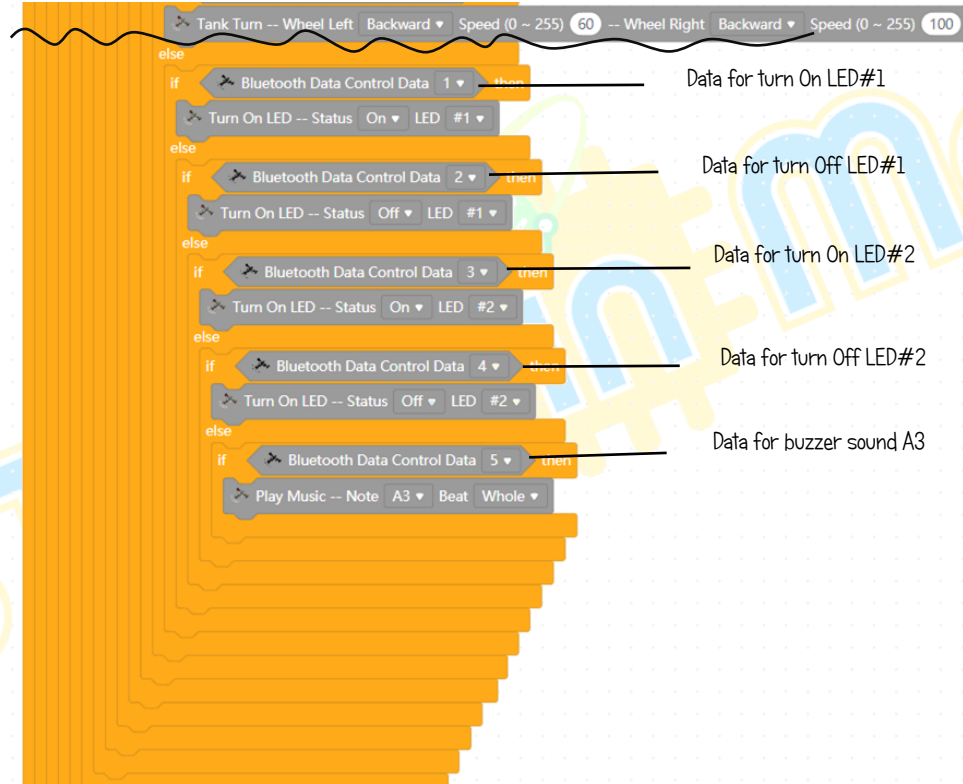 Tank Turn -- Wheel Left Backward Speed (0 ~ 255) 60 -- Wheel Right Backward Speed (0 ~ 255) 100
else
if Bluetooth Data Control Data 1 then Data for turn On LED#1
Turn On LED -- Status On LED #1
else
if Bluetooth Data Control Data 2 then Data for turn Off LED#1
Turn On LED -- Status Off LED #1
else
if Bluetooth Data Control Data 3 then Data for turn On LED#2
Turn On LED -- Status On LED #2
else
if Bluetooth Data Control Data 4 then Data for turn Off LED#2
Turn On LED -- Status Off LED #2
else
if Bluetooth Data Control Data 5 then Data for buzzer sound A3
Play Music -- Note A3 Beat Whole